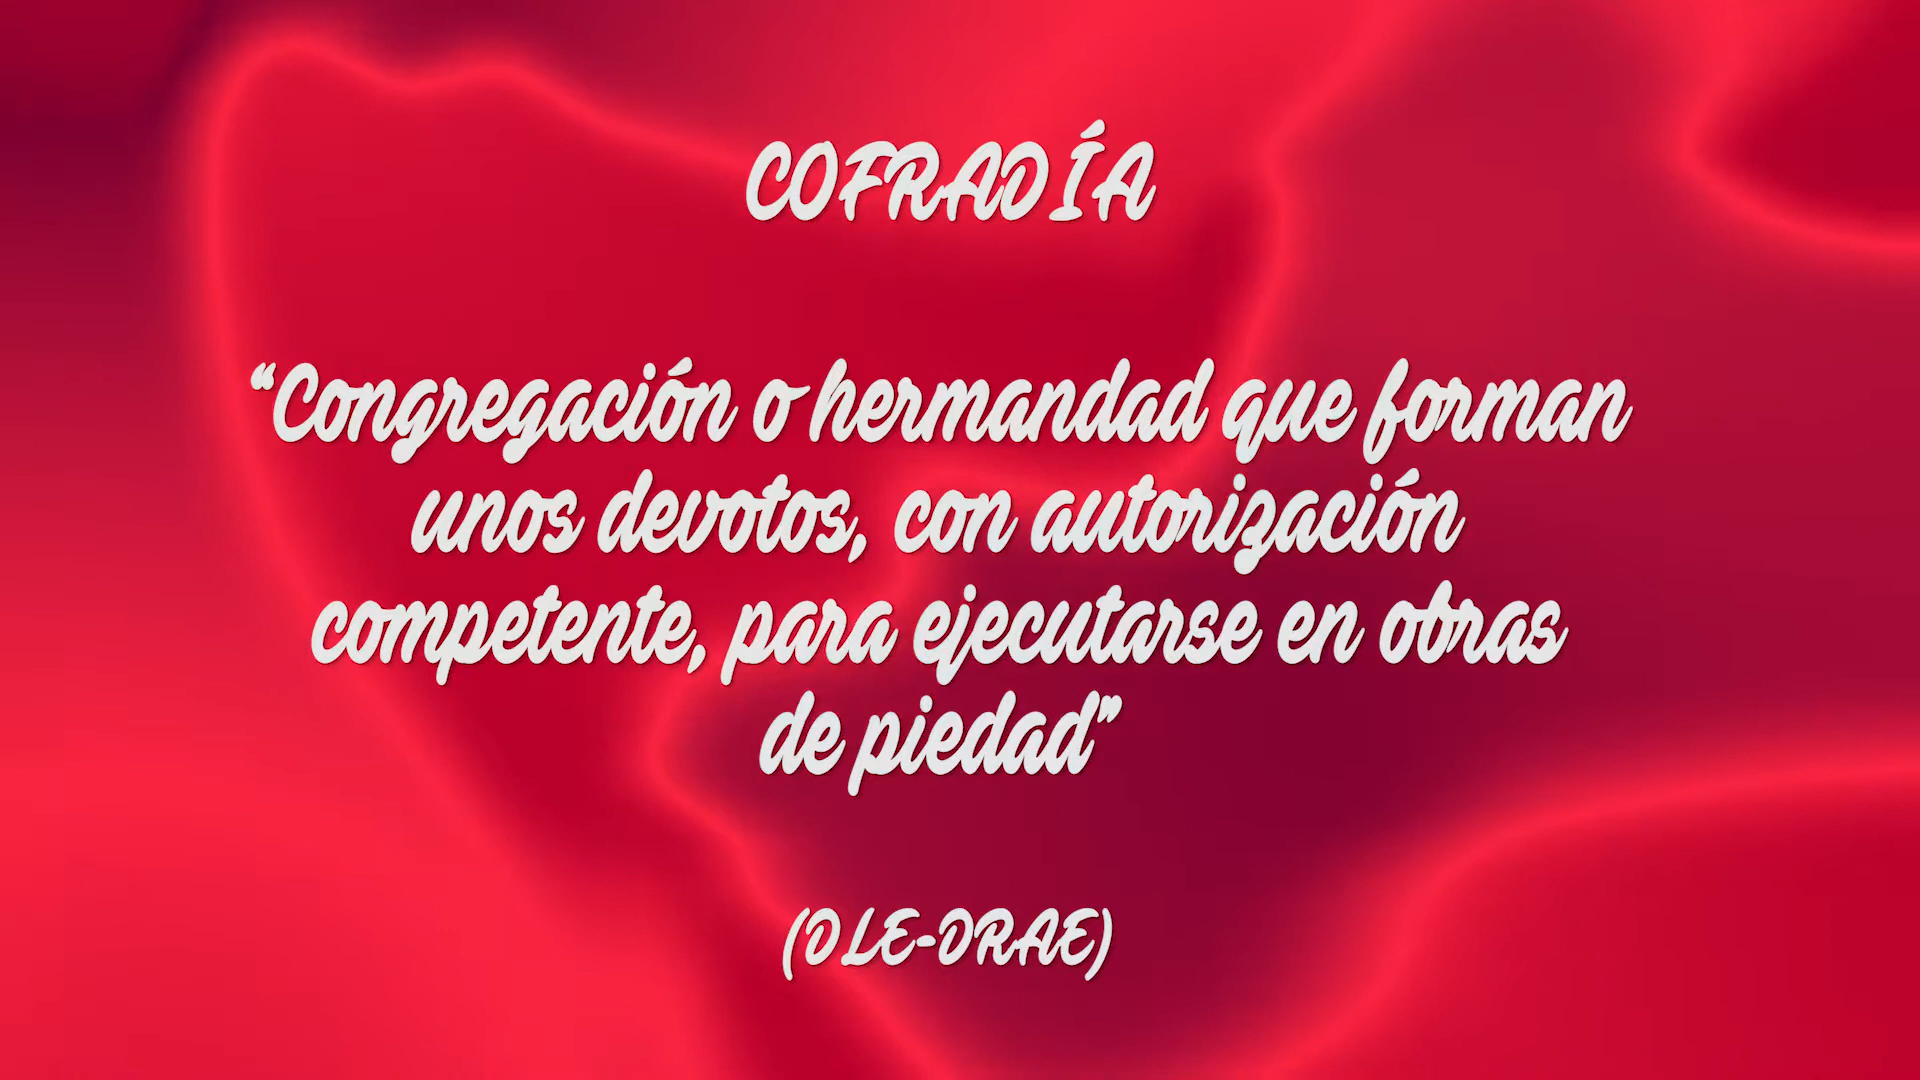 COFRADÍA
“Congregación o hermandad que forman
unos devotos, con autorización
competente, para ejecutarse en obras
de piedad”
(DLE-DRAE)